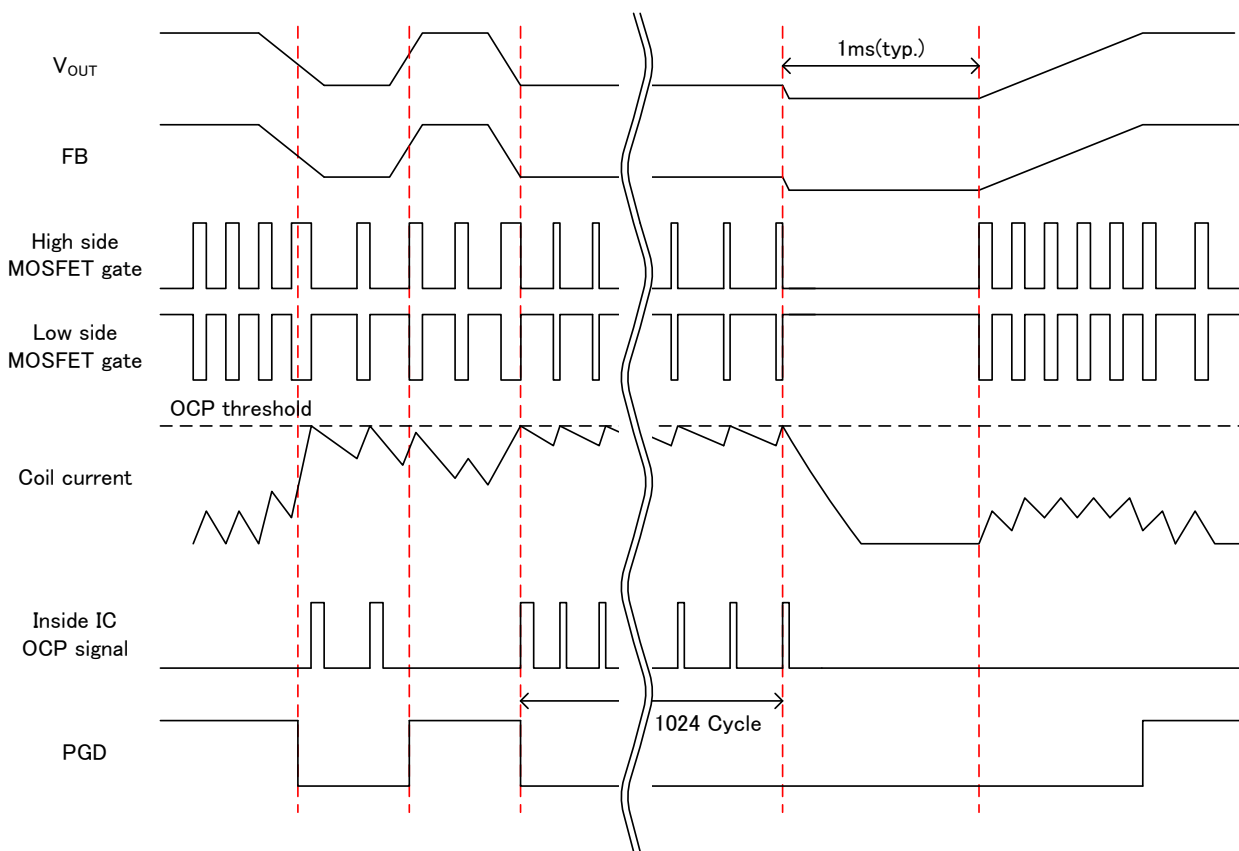 1ms(typ.)
VOUT
FB
High side
MOSFET gate
Low side
MOSFET gate
OCP threshold
Coil current
Inside IC
OCP signal
1024 Cycle
PGD